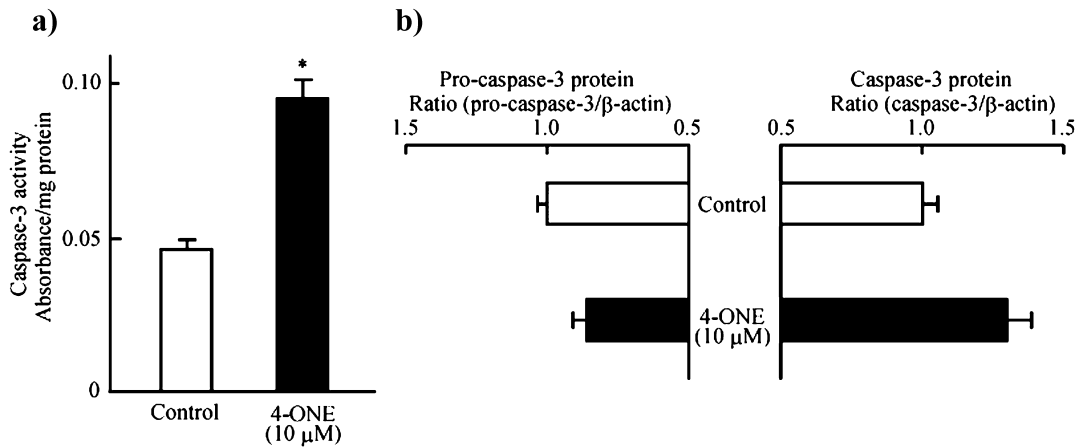 a)
Caspase-3 activity
Absorbance/mg protein
0.10
0.05
0
*
Control
4-ONE
(10 μM)
b)
Pro-caspase-3 protein
Ratio (pro-caspase-3/β-actin)
1.5 1.0 0.5
Caspase-3 protein
Ratio (caspase-3/β-actin)
0.5 1.0 1.5
Control
4-ONE
(10 μM)